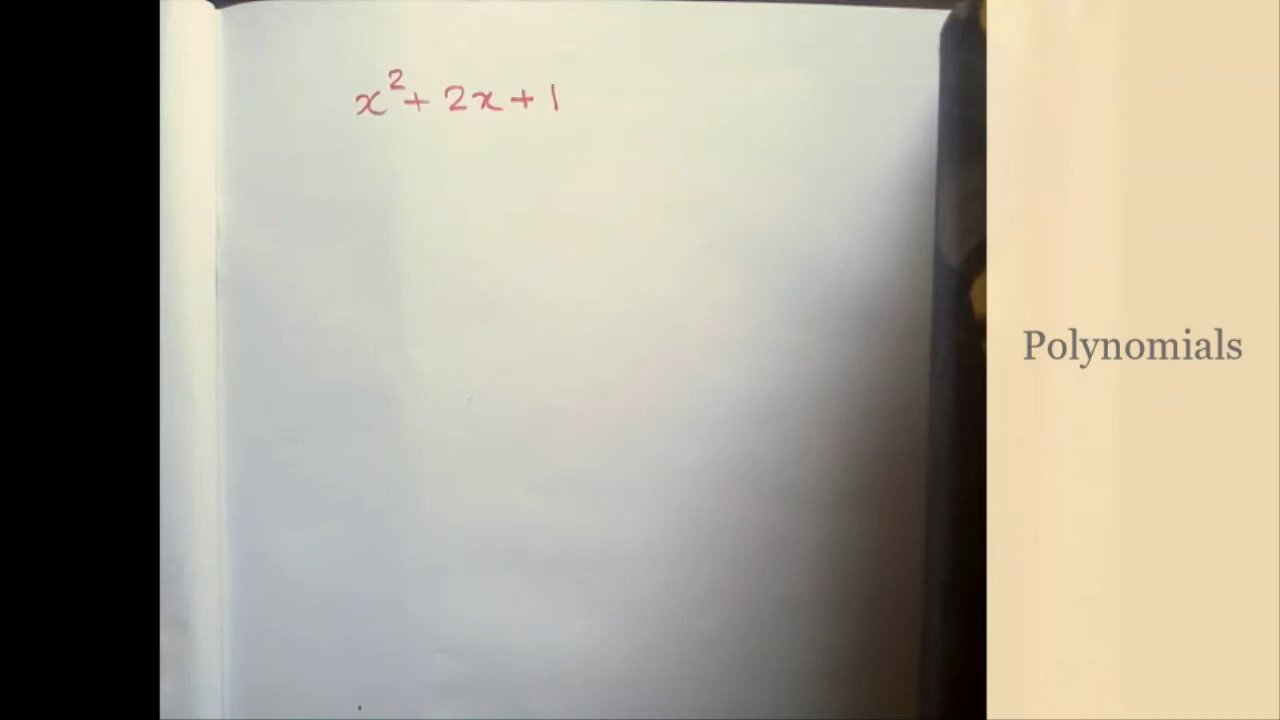 x² + 2x + 1
Polynomials